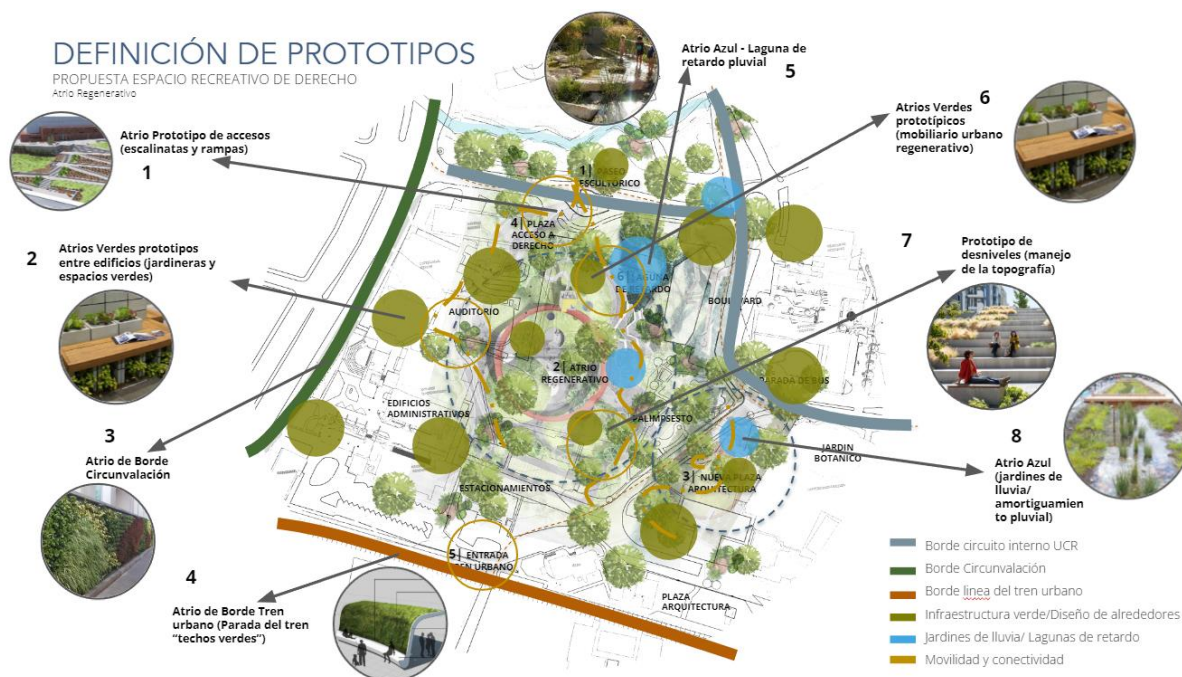 DEFINICIÓN DE PROTOTIPOS
PROPUESTA ESPACIO RECREATIVO DE DERECHO
Atrio Regenerativo
Atrio Prototipo de accesos
(escalinatas y rampas)
1
2
Atrios Verdes prototipos
entre edificios (jardineras y
espacios verdes)
3
Atrio de Borde
Circunvalación
4
Atrio de Borde Tren
urbano (Parada del tren
“techos verdes”)
Atrio Azul - Laguna de
retardo pluvial
5
6
Atrios Verdes
prototípicos
(mobiliario urbano
regenerativo)
7
Prototipo de
desniveles (manejo
de la topografía)
8
Atrio Azul
(jardines de
lluvia/
amortiguamien
to pluvial)
1| PASEO
ESCULTÓRICO
4| PLAZA
ACCESO A
DERECHO
6| LAGUNA
DE RETARDO
BOULEVARD
AUDITORIO
2| ATRIO
REGENERATIVO
PARADA DE BUS
EDIFICIOS
ADMINISTRATIVOS
PALIMPSESTO
JARDIN
BOTANICO
3| NUEVA PLAZA
ARQUITECTURA
ESTACIONAMIENTOS
5| ENTRADA
TREN URBANO
PLAZA
ARQUITECTURA
Borde circuito interno UCR
Borde Circunvalación
Borde linea del tren urbano
Infraestructura verde/Diseño de alrededores
Jardines de lluvia/ Lagunas de retardo
Movilidad y conectividad